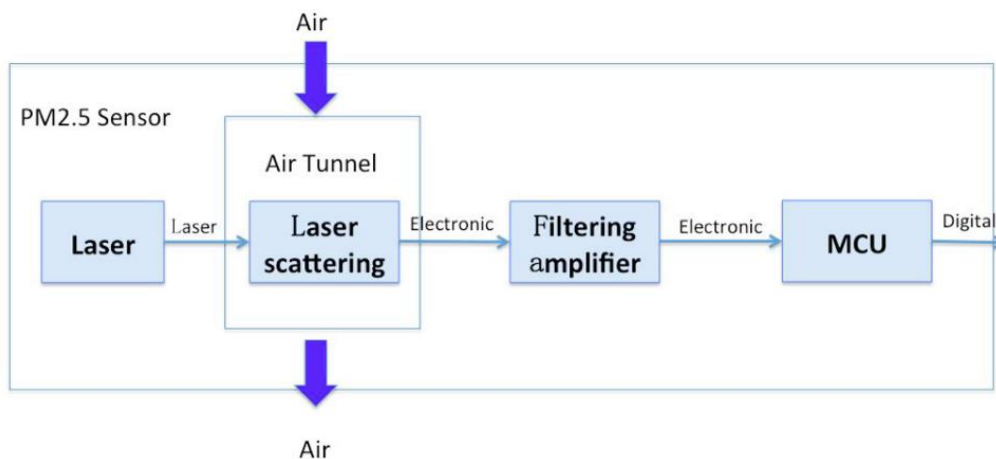 Air
PM2.5 Sensor
Air Tunnel
Laser
Laser
Laser
scattering
Electronic
Filtering
amplifier
Electronic
MCU
Digital
Air